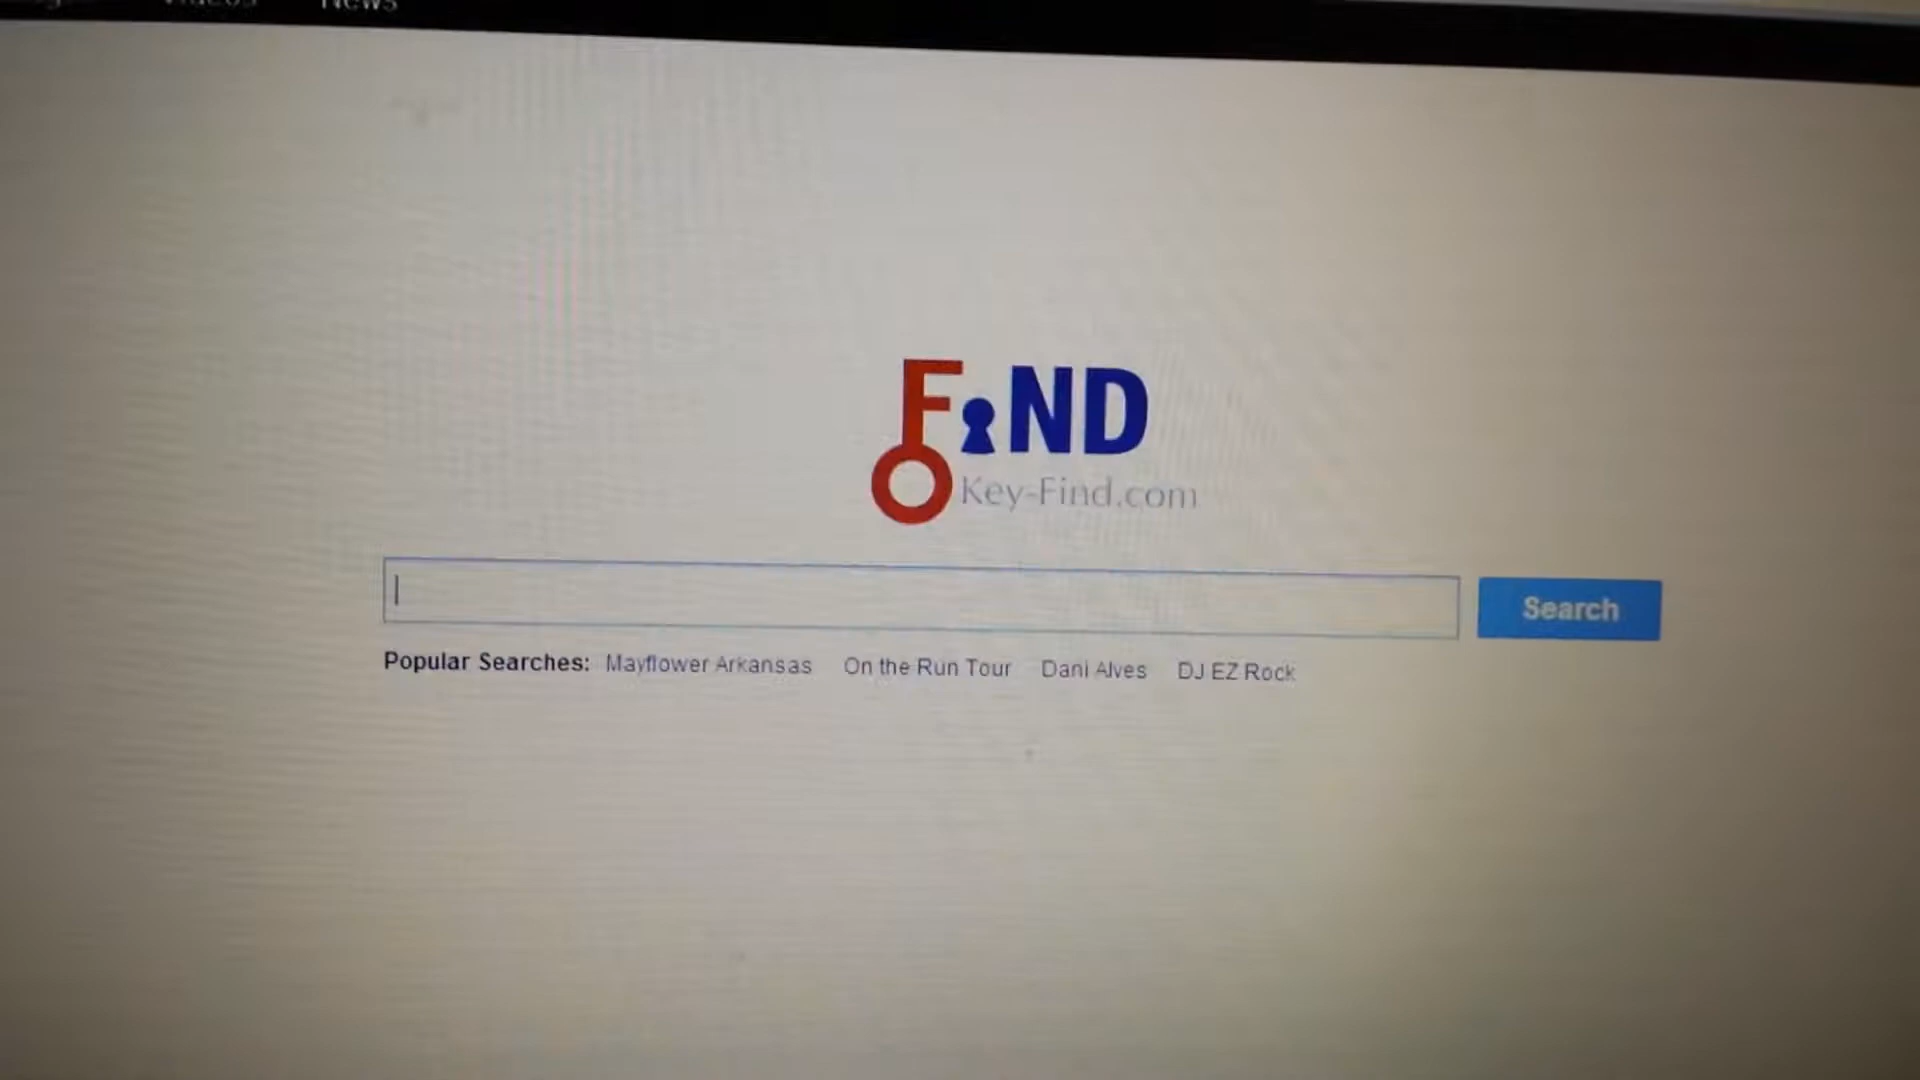 Videos News
FIND
Key-Find.com
Search
Popular Searches: Mayflower Arkansas On the Run Tour Dani Alves DJ EZ Rock